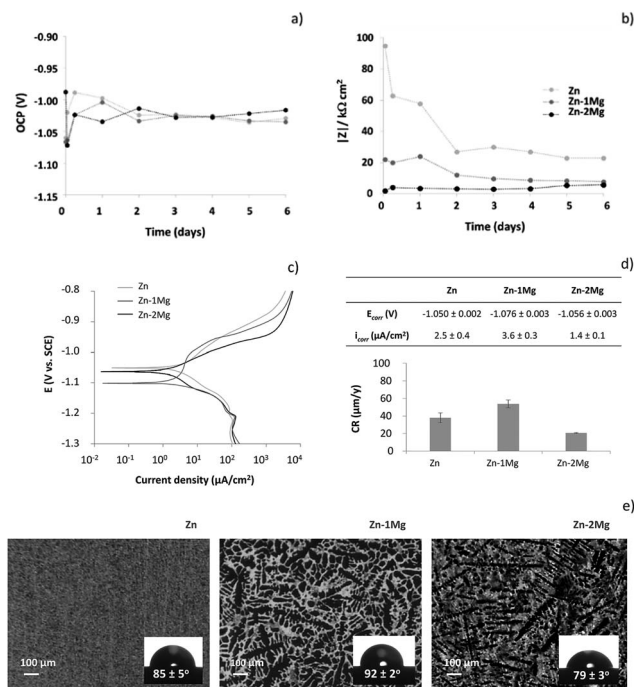 a)
-0.90
-0.95
-1.00
-1.05
-1.10
-1.15
OCP (V)
0 1 2 3 4 5 6
Time (days)
b)
100
80
60
40
20
0
|Z|/ kΩ cm²
Zn
Zn-1Mg
Zn-2Mg
0 1 2 3 4 5 6
Time (days)
c)
Zn
Zn-1Mg
Zn-2Mg
-0.8
-0.9
-1.0
-1.1
-1.2
-1.3
E (V vs. SCE)
10⁻² 10⁻¹ 10⁰ 10¹ 10² 10³ 10⁴
Current density (μA/cm²)
d)
Zn Zn-1Mg Zn-2Mg
Ecorr (V) -1.050 ± 0.002 -1.076 ± 0.003 -1.056 ± 0.003
icorr (μA/cm²) 2.5 ± 0.4 3.6 ± 0.3 1.4 ± 0.1
100
80
60
40
20
0
CR (μm/y)
Zn Zn-1Mg Zn-2Mg
e)
Zn Zn-1Mg Zn-2Mg
100 μm 85 ± 5° 100 μm 92 ± 2° 100 μm 79 ± 3°